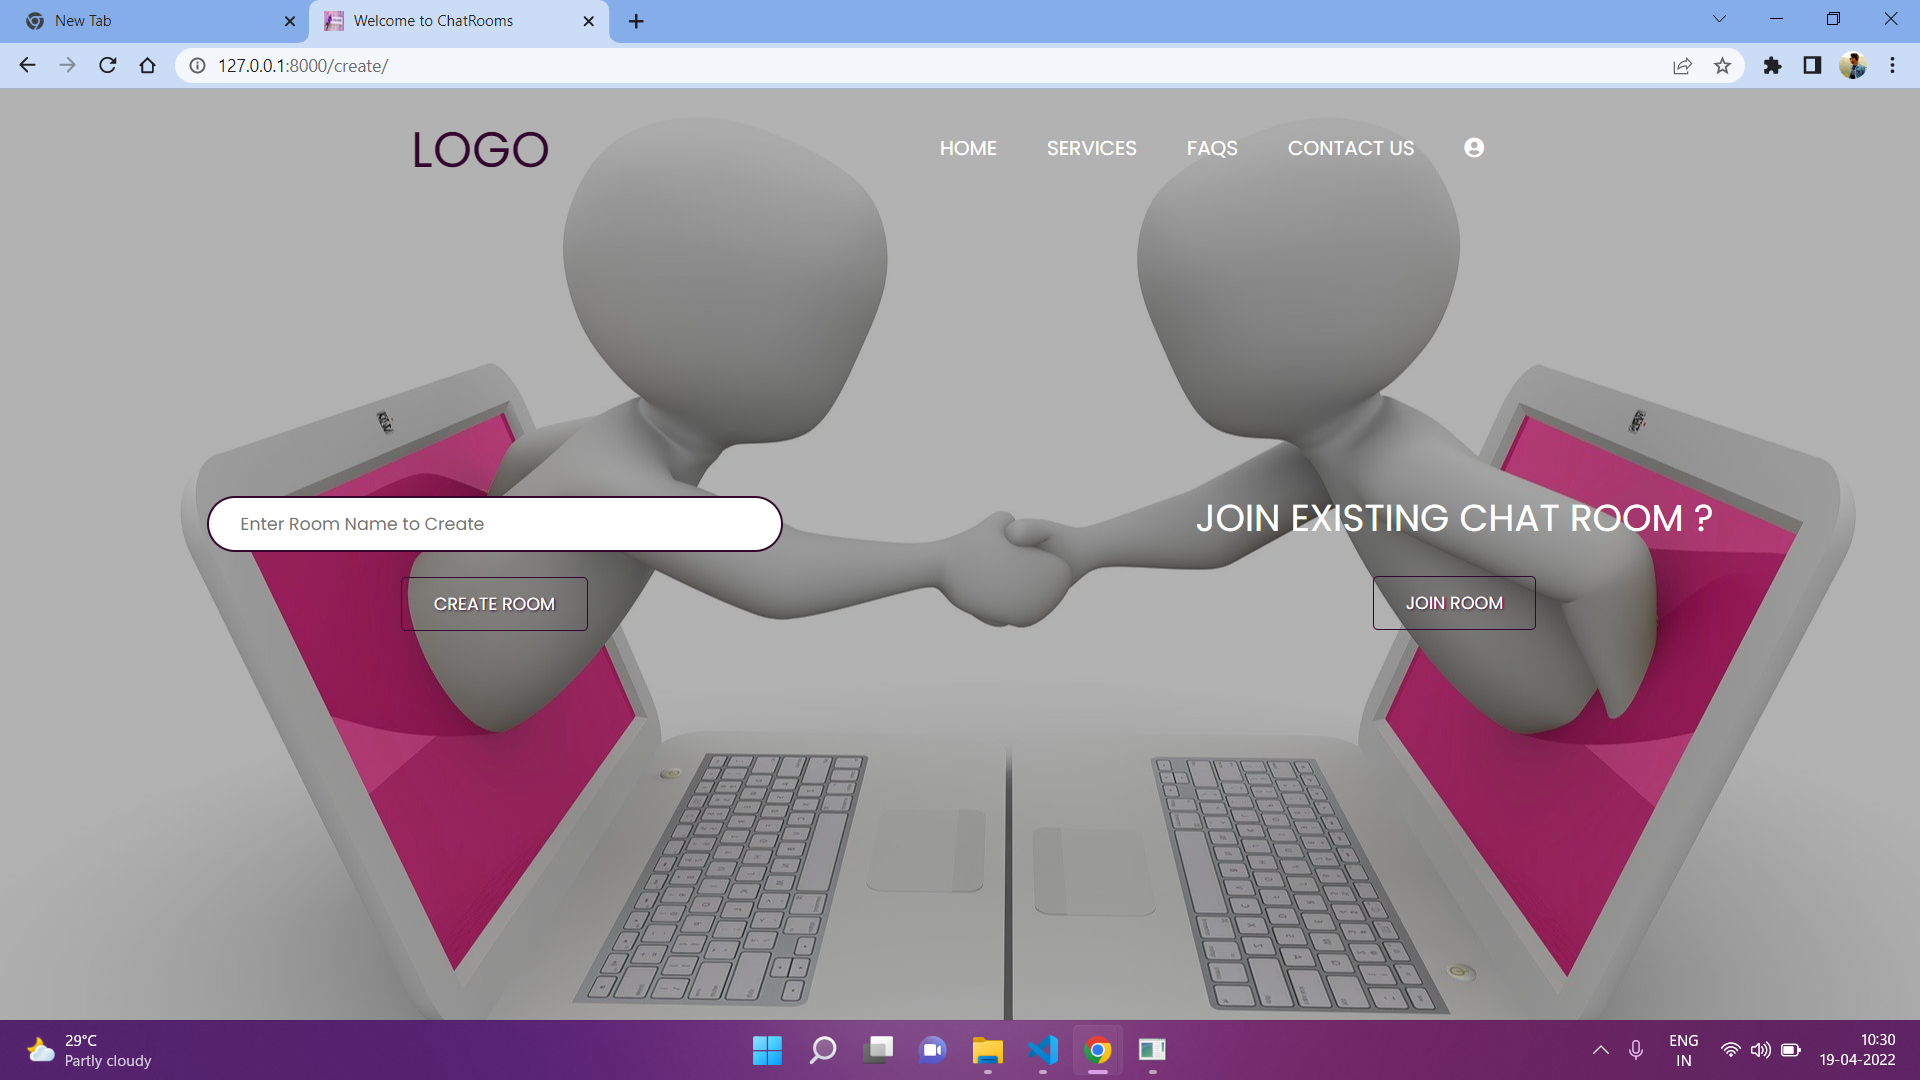 New Tab
Welcome to ChatRooms
127.0.0.1:8000/create/
LOGO
HOME
SERVICES
FAQS
CONTACT US
Enter Room Name to Create
CREATE ROOM
JOIN EXISTING CHAT ROOM ?
JOIN ROOM
29°C
Partly cloudy
ENG
IN
10:30
19-04-2022